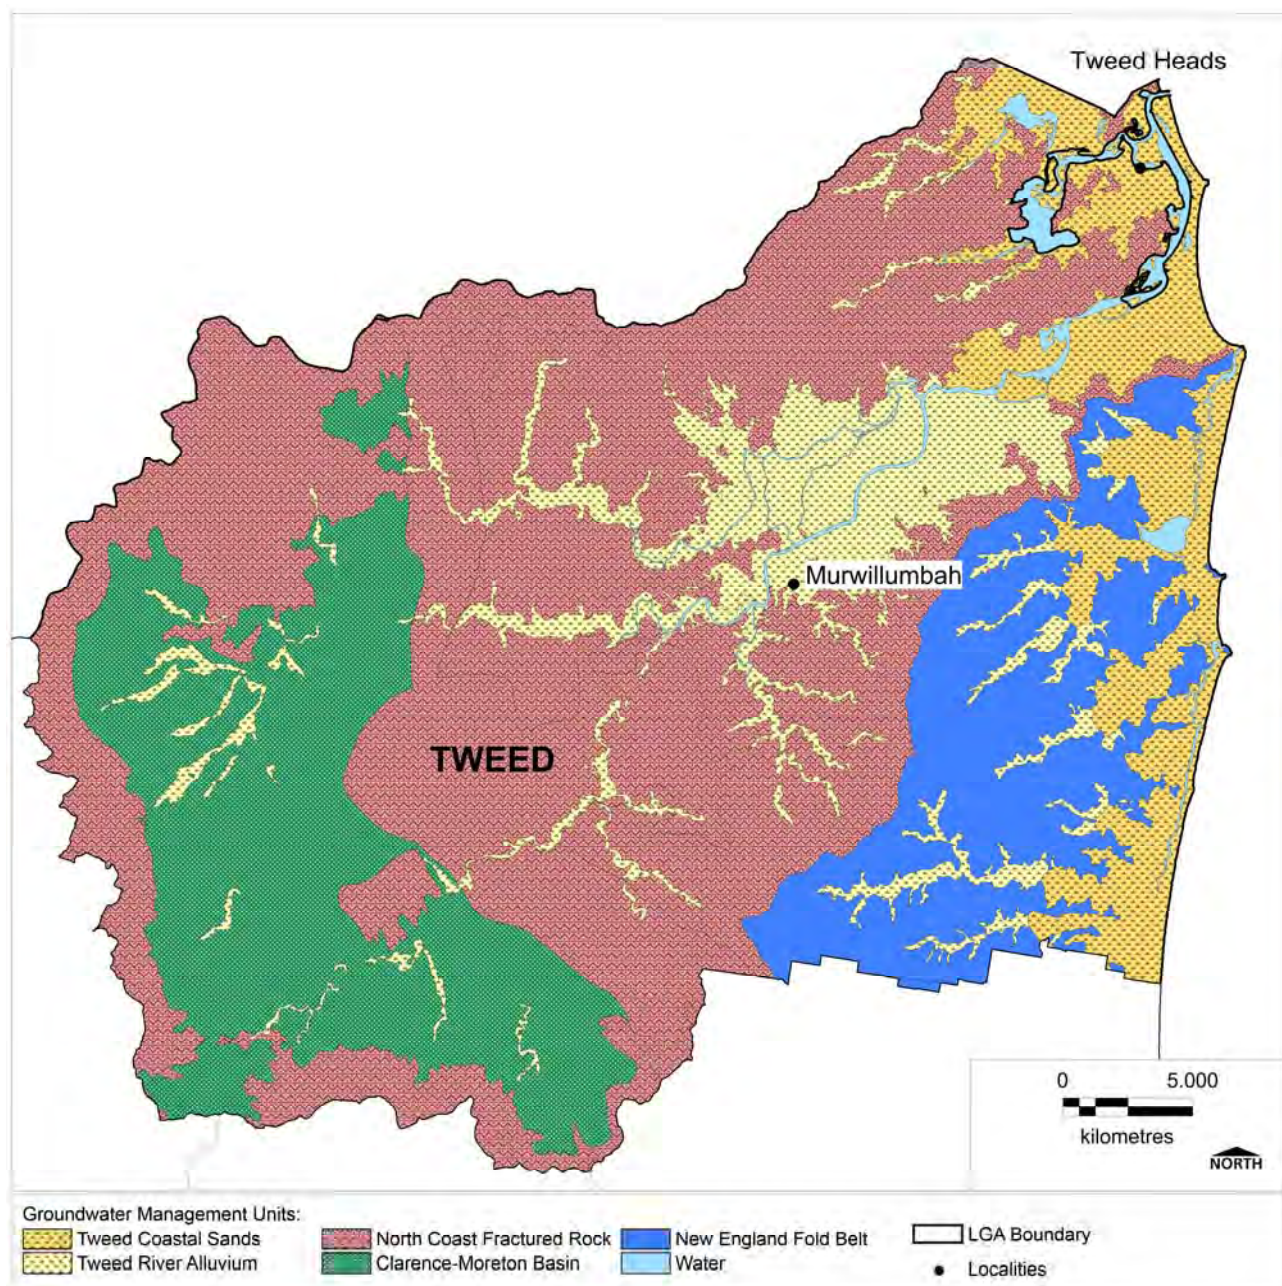 Tweed Heads
Murwillumbah
TWEED
0 5.000
kilometres
NORTH
Groundwater Management Units:
Tweed Coastal Sands
North Coast Fractured Rock
New England Fold Belt
LGA Boundary
Tweed River Alluvium
Clarence-Moreton Basin
Water
Localities